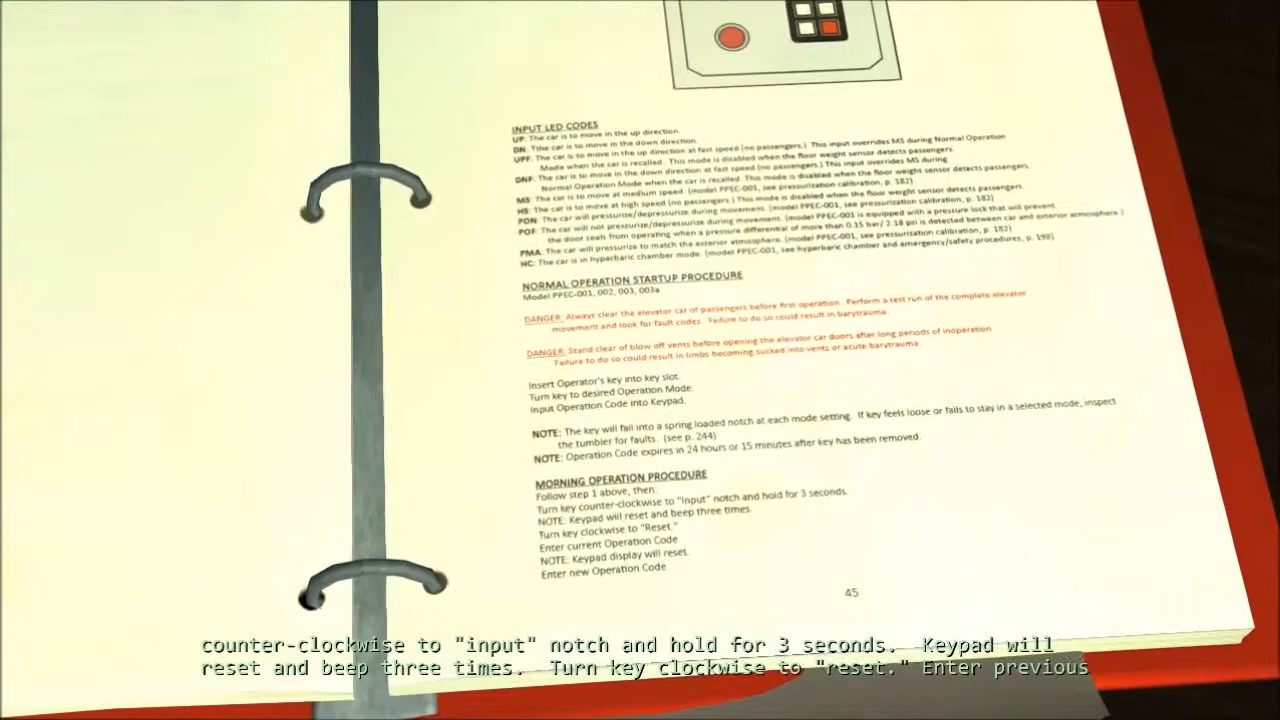 INPUT LED CODES
UP: The car is to move in the up direction.
DN: The car is to move in the down direction.
UPF: The car is to move in the up direction at fast speed (no passengers.) This input overrides MS during Normal Operation
Mode when the car is recalled. This mode is disabled when the floor weight sensor detects passengers.
DNF: The car is to move in the down direction at fast speed (no passengers.) This input overrides MS during
Normal Operation Mode when the car is recalled. This mode is disabled when the floor weight sensor detects passengers.
MS: The car is to move at medium speed. (model PPEC-001, see pressurization calibration, p. 182)
HS: The car is to move at high speed (no passengers.) This mode is disabled when the floor weight sensor detects passengers.
PON: The car will pressurize/depressurize during movement. (model PPEC-001, see pressurization calibration, p. 182)
POF: The car will not pressurize/depressurize during movement. (model PPEC-001 is equipped with a pressure lock that will prevent
the door seals from operating when a pressure differential of more than 0.15 bar/ 2.18 psi is detected between car and exterior atmosphere.)
PMA: The car will pressurize to match the exterior atmosphere. (model PPEC-001, see pressurization calibration, p. 182)
HC: The car is in hyperbaric chamber mode. (model PPEC-001, see hyperbaric chamber and emergency/safety procedures, p. 198)
NORMAL OPERATION STARTUP PROCEDURE
Model PPEC-001, 002, 003, 003a
DANGER: Always clear the elevator car of passengers before first operation. Perform a test run of the complete elevator
movement and look for fault codes. Failure to do so could result in barytrauma.
DANGER: Stand clear of blow off vents before opening the elevator car doors after long periods of inoperation
Failure to do so could result in limbs becoming sucked into vents or acute barytrauma.
Insert Operator's key into key slot.
Turn key to desired Operation Mode.
Input Operation Code into Keypad.
NOTE: The key will fall into a spring loaded notch at each mode setting. If key feels loose or fails to stay in a selected mode, inspect
the tumbler for faults. (see p. 244)
NOTE: Operation Code expires in 24 hours or 15 minutes after key has been removed.
MORNING OPERATION PROCEDURE
Follow step 1 above, then:
Turn key counter-clockwise to "Input" notch and hold for 3 seconds.
NOTE: Keypad will reset and beep three times.
Turn key clockwise to "Reset."
Enter current Operation Code
NOTE: Keypad display will reset.
Enter new Operation Code
45
counter-clockwise to "input" notch and hold for 3 seconds. Keypad will
reset and beep three times. Turn key clockwise to "reset." Enter previous